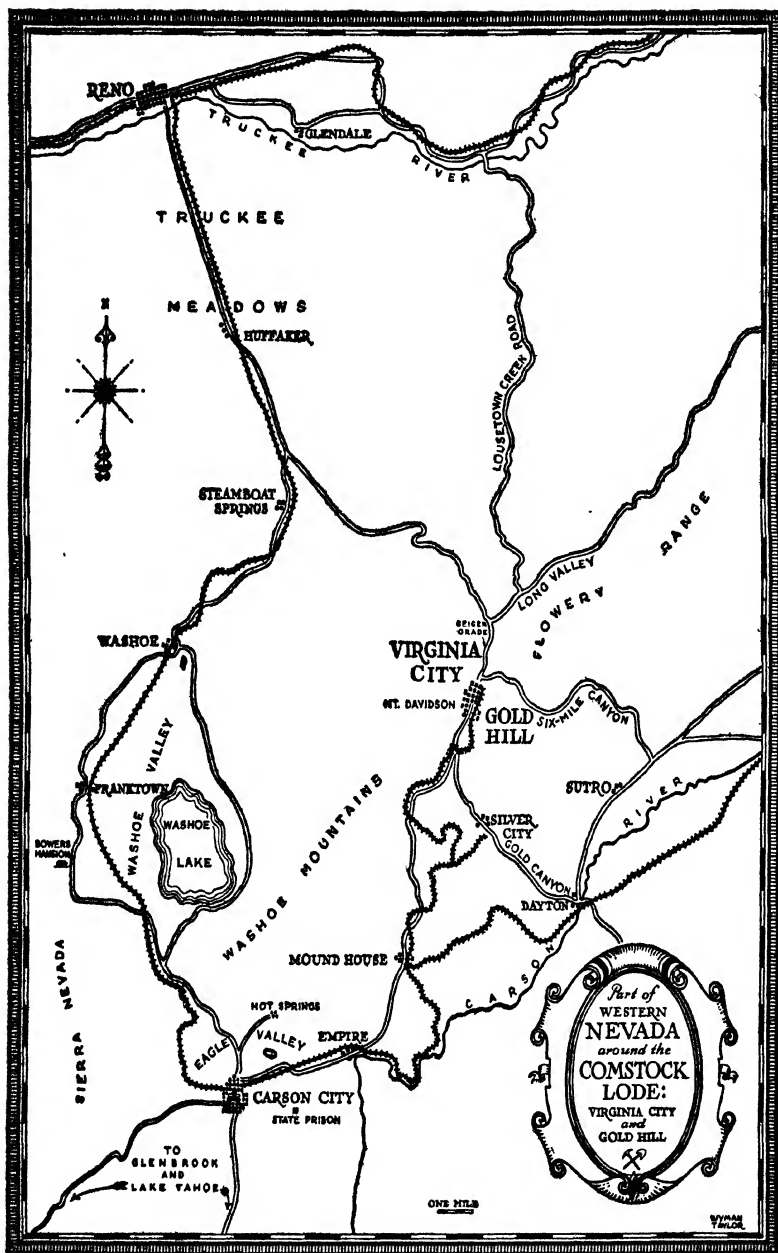 RENO
TRUCKEE
RIVER
GLENDALE
TRUCKEE
MEADOWS
N
HUFFAKER
LOUSETOWN CREEK ROAD
STEAMBOAT
SPRINGS
RANGE
FLOWERY
LONG VALLEY
GEIGER
GRADE
WASHOE
VIRGINIA
CITY
MT. DAVIDSON
GOLD
HILL
SIX-MILE CANYON
FRANKTOWN
WASHOE VALLEY
WASHOE
LAKE
BOWERS
MANSION
SUTRO
RIVER
SILVER
CITY
GOLD CANYON
DAYTON
WASHOE MOUNTAINS
MOUND HOUSE
CARSON
SIERRA NEVADA
HOT SPRINGS
EAGLE VALLEY
EMPIRE
CARSON CITY
STATE PRISON
TO
GLENBROOK
AND
LAKE TAHOE
ONE MILE
Part of
WESTERN
NEVADA
around the
COMSTOCK
LODE:
VIRGINIA CITY
and
GOLD HILL
WYMAN
TAYLOR